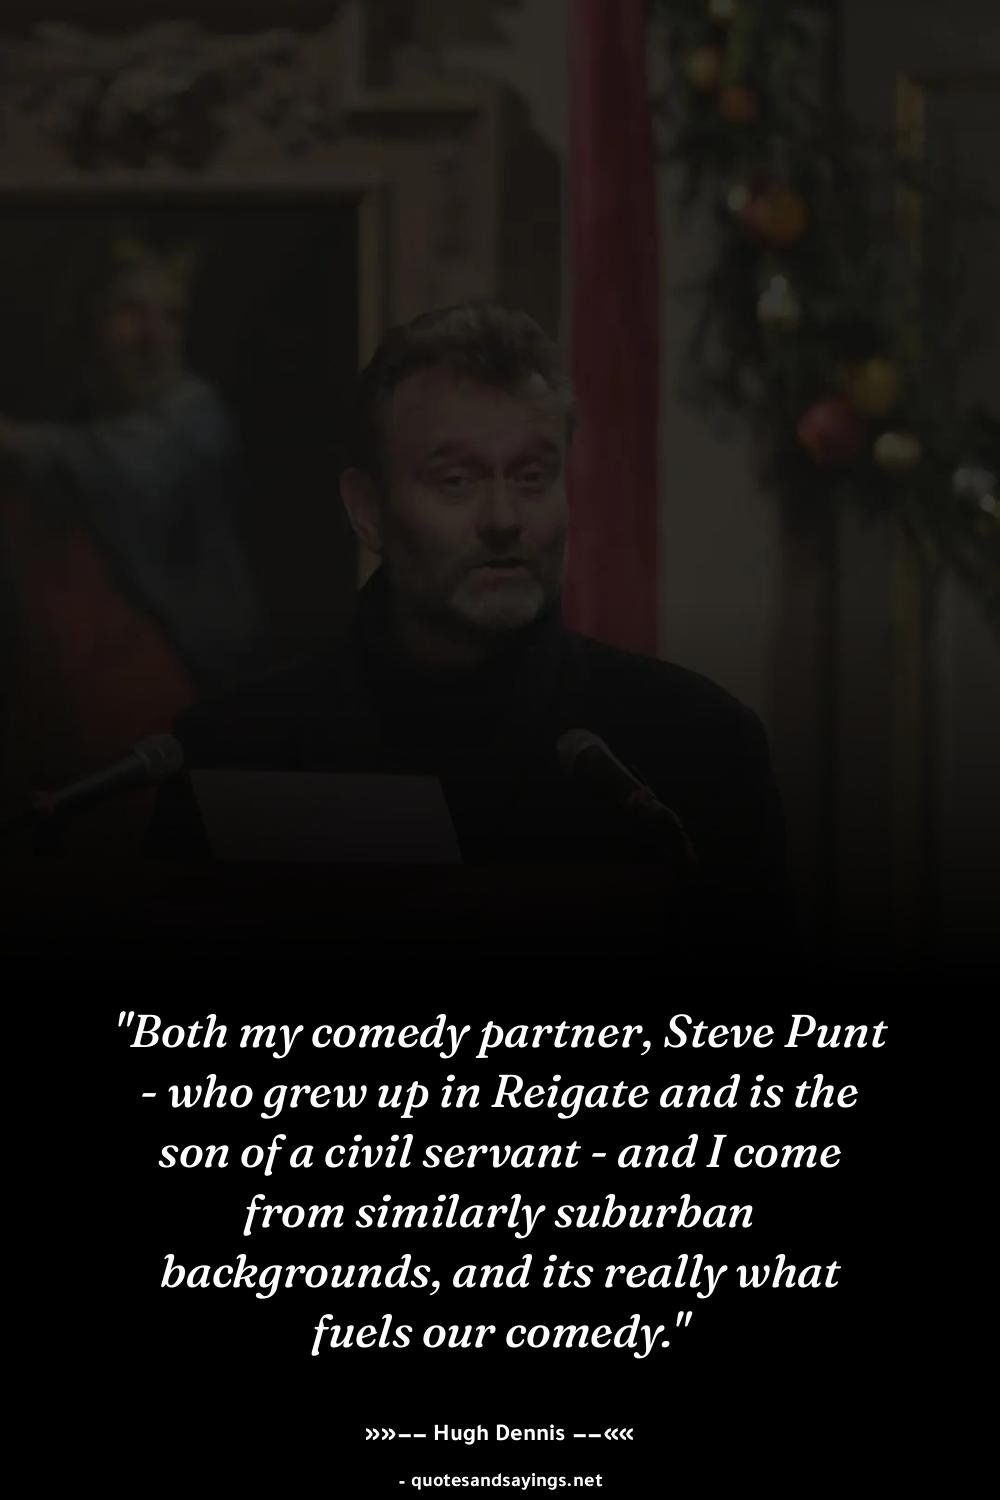 "Both my comedy partner, Steve Punt
- who grew up in Reigate and is the
son of a civil servant - and I come
from similarly suburban
backgrounds, and its really what
fuels our comedy."
»»–– Hugh Dennis ––««
- quotesandsayings.net